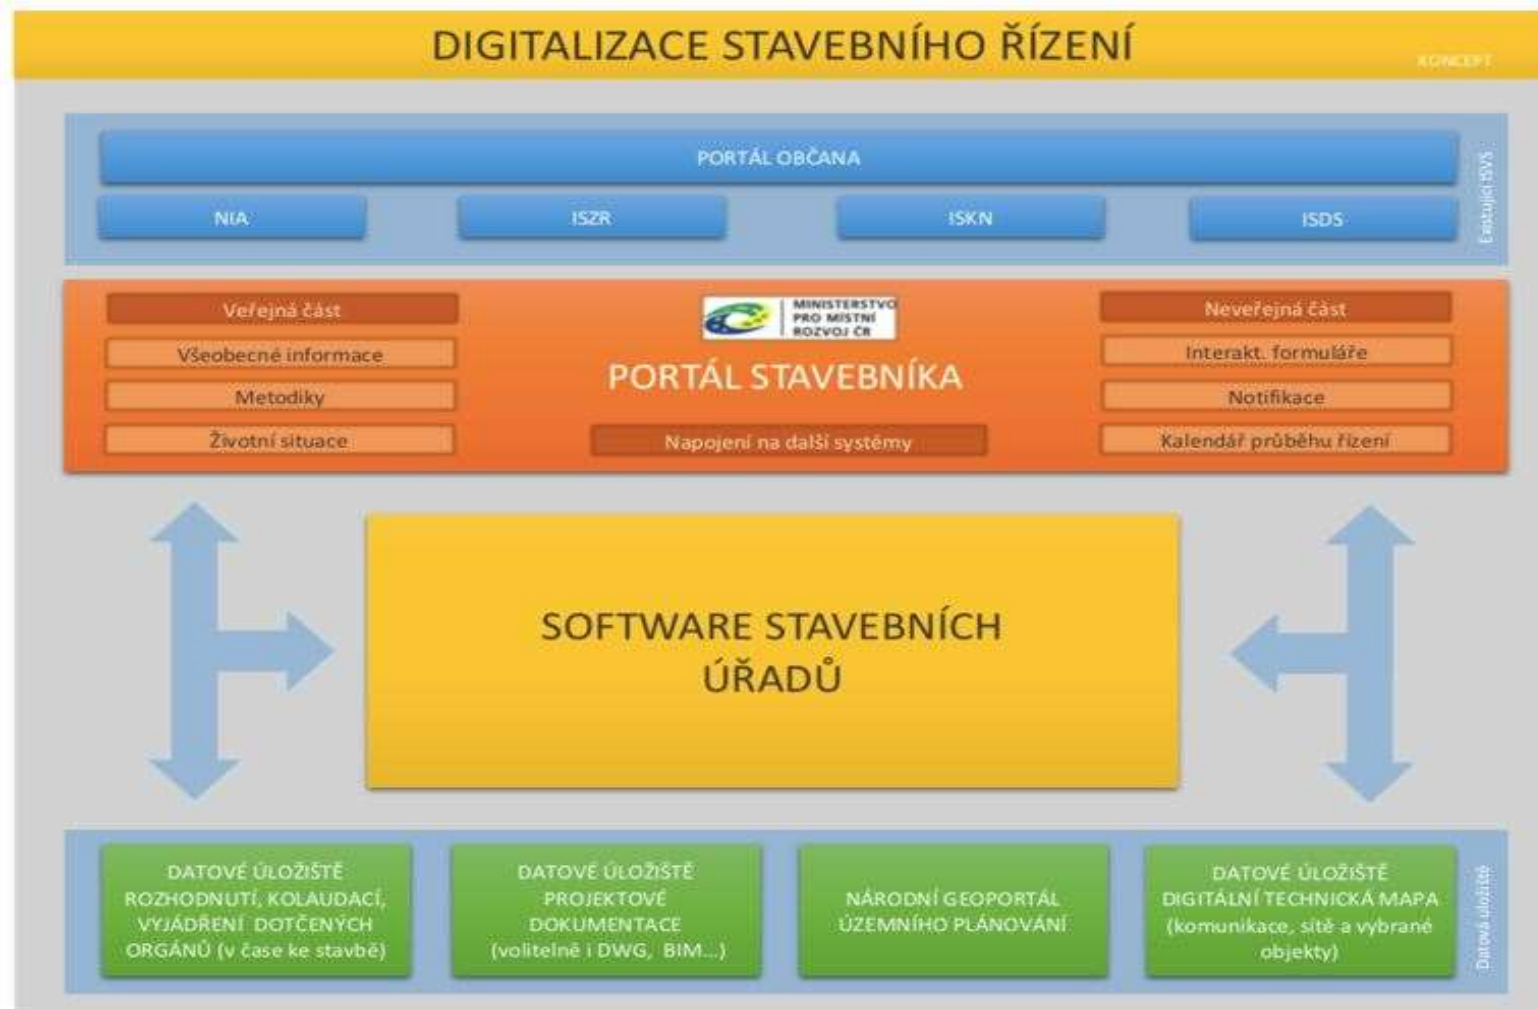 DIGITALIZACE STAVEBNÍHO ŘÍZENÍ
KONCEPT
PORTÁL OBČANA
NIA
ISZR
ISKN
ISDS
Existující ISVS
Veřejná část
Všeobecné informace
Metodiky
Životní situace
MINISTERSTVO
PRO MÍSTNÍ
ROZVOJ ČR
PORTÁL STAVEBNÍKA
Napojení na další systémy
Neveřejná část
Interakt. formuláře
Notifikace
Kalendář průběhu řízení
SOFTWARE STAVEBNÍCH
ÚŘADŮ
DATOVÉ ÚLOŽIŠTĚ
ROZHODNUTÍ, KOLAUDACÍ,
VYJÁDŘENÍ DOTČENÝCH
ORGÁNŮ (v čase ke stavbě)
DATOVÉ ÚLOŽIŠTĚ
PROJEKTOVÉ
DOKUMENTACE
(volitelně i DWG, BIM...)
NÁRODNÍ GEOPORTÁL
ÚZEMNÍHO PLÁNOVÁNÍ
DATOVÉ ÚLOŽIŠTĚ
DIGITÁLNÍ TECHNICKÁ MAPA
(komunikace, sítě a vybrané
objekty)
Datová úložiště